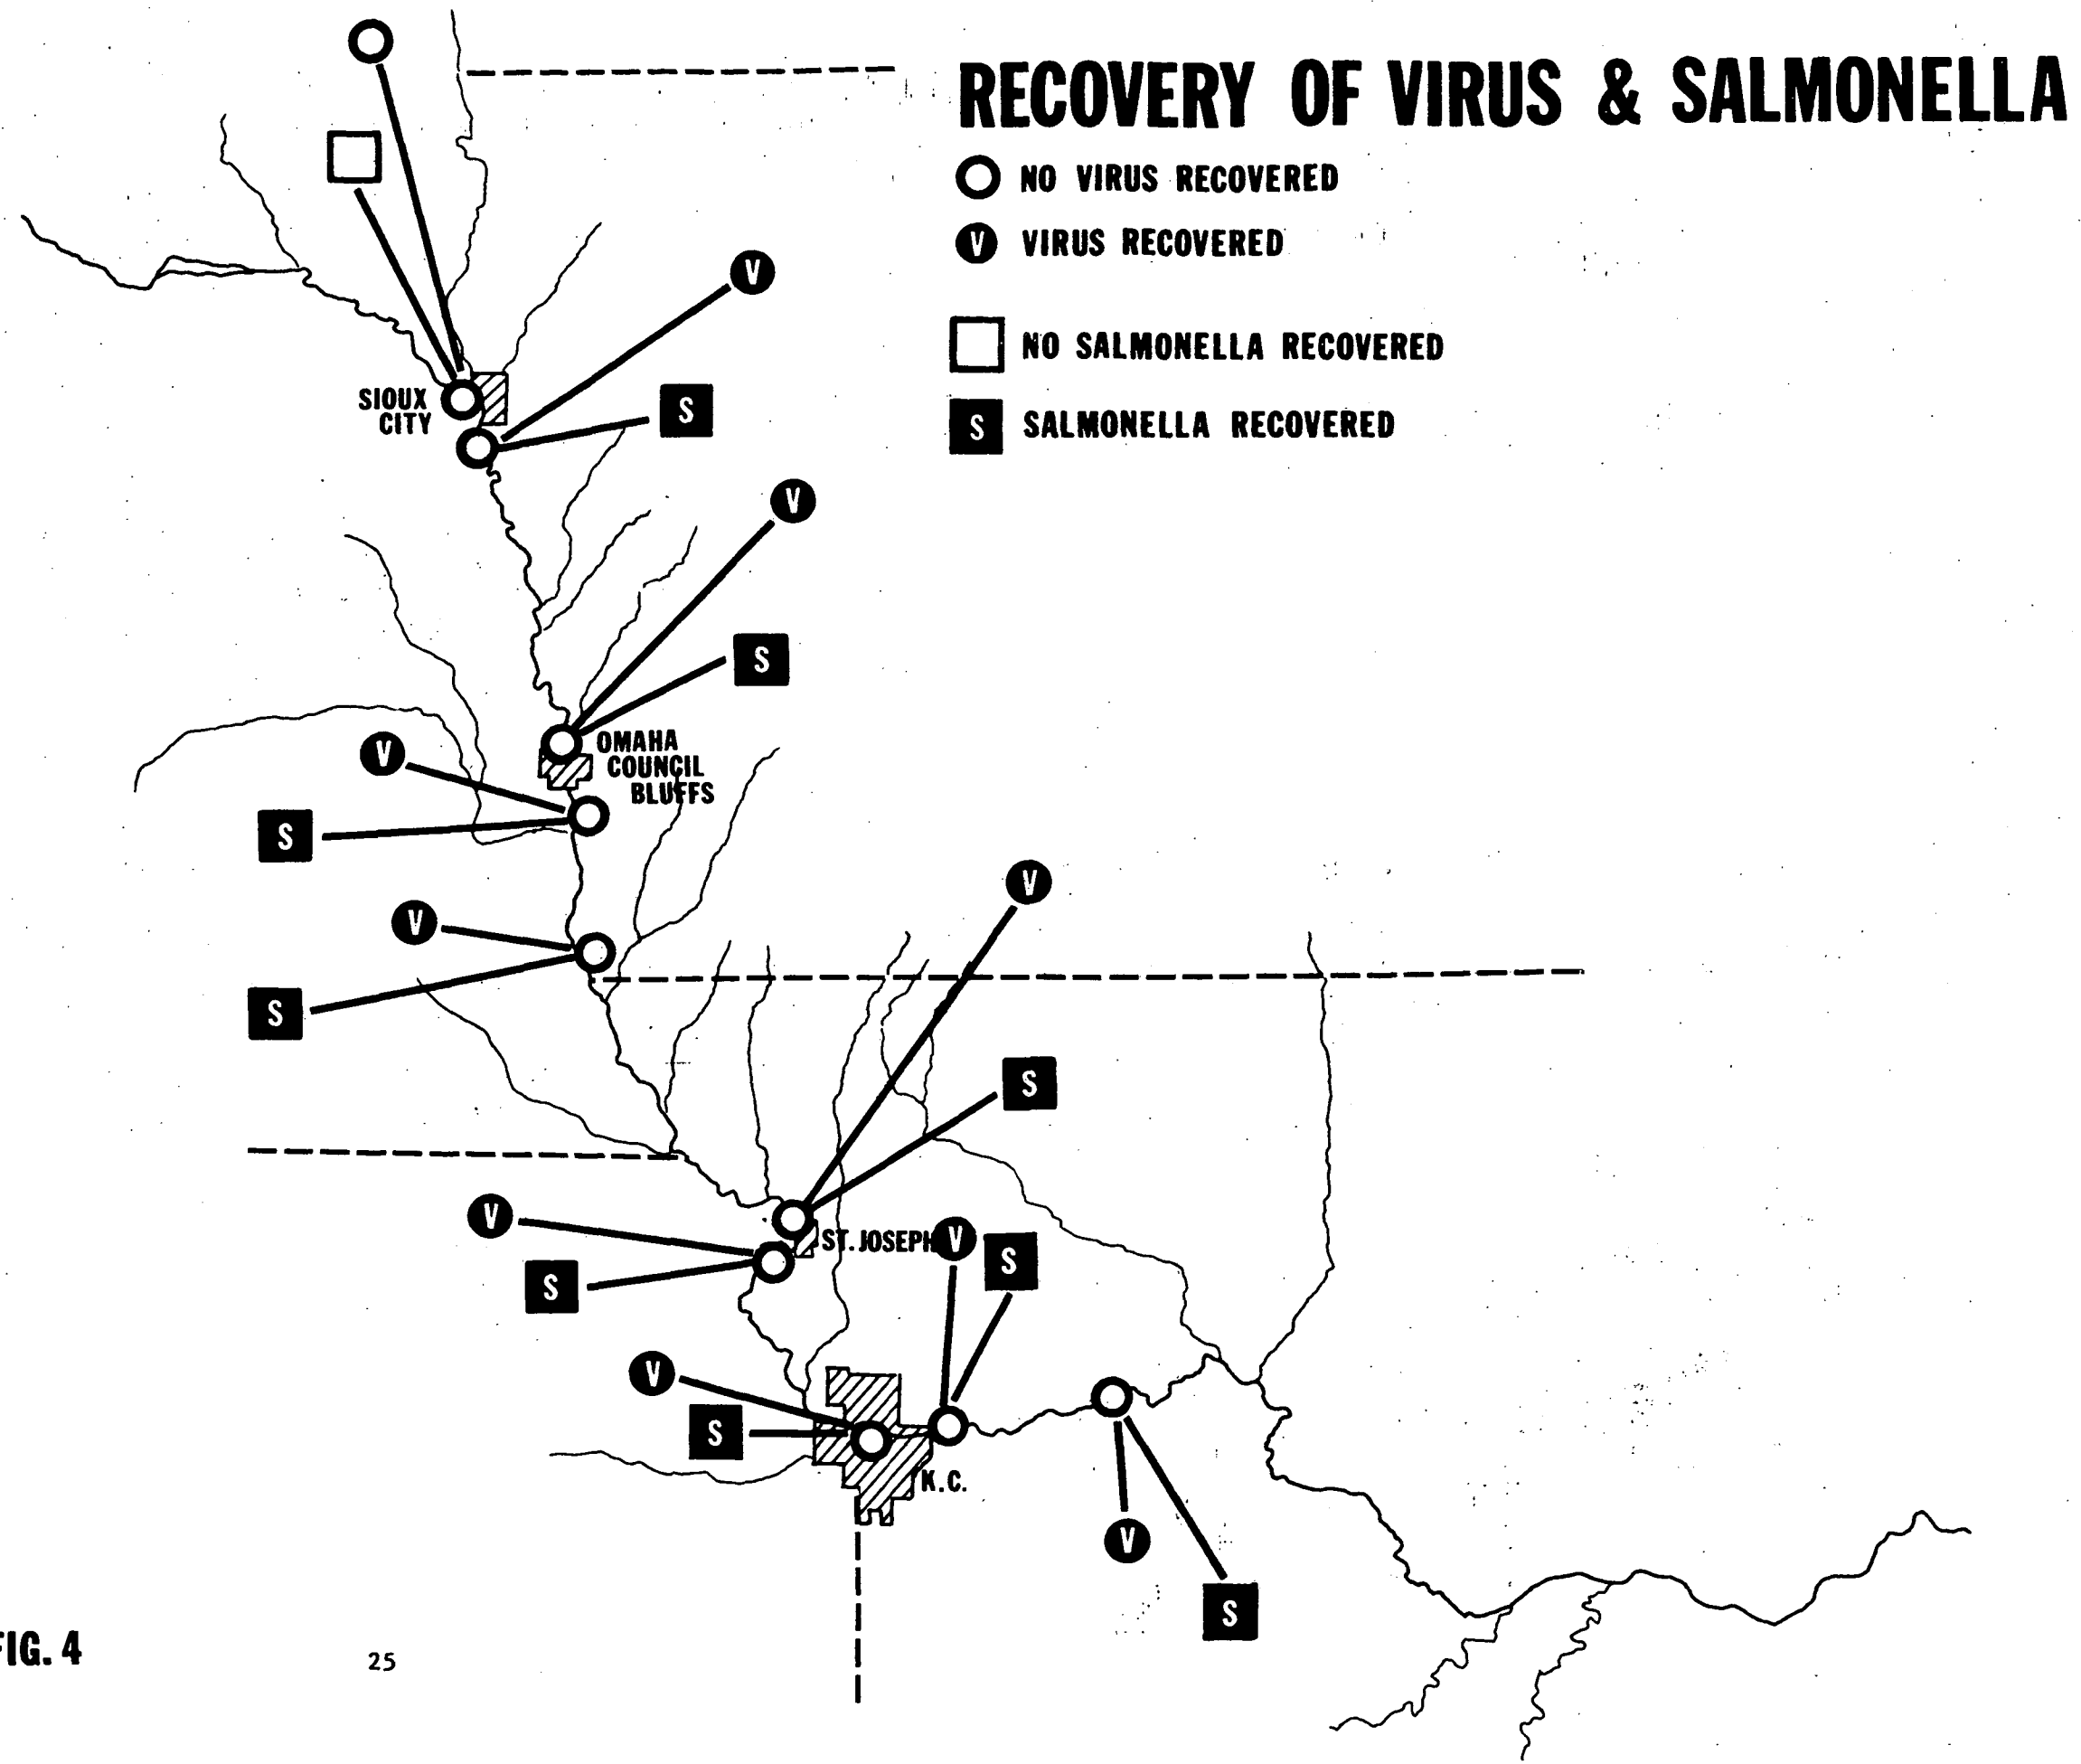 RECOVERY OF VIRUS & SALMONELLA
NO VIRUS RECOVERED
V VIRUS RECOVERED
NO SALMONELLA RECOVERED
S SALMONELLA RECOVERED
V
SIOUX
CITY
S
V
S
OMAHA
COUNCIL
BLUFFS
V
S
V
V
S
S
V
ST. JOSEPH
V
S
S
V
S
K.C.
V
S
FIG. 4
25